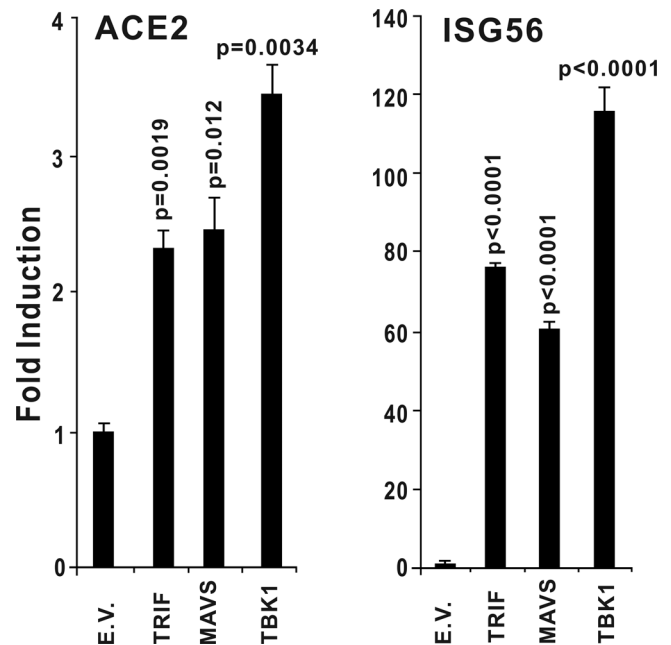 ACE2
Fold Induction
4
3
2
1
0
p=0.0019
p=0.012
p=0.0034
E.V.
TRIF
MAVS
TBK1
ISG56
140
120
100
80
60
40
20
0
p<0.0001
p<0.0001
p<0.0001
E.V.
TRIF
MAVS
TBK1